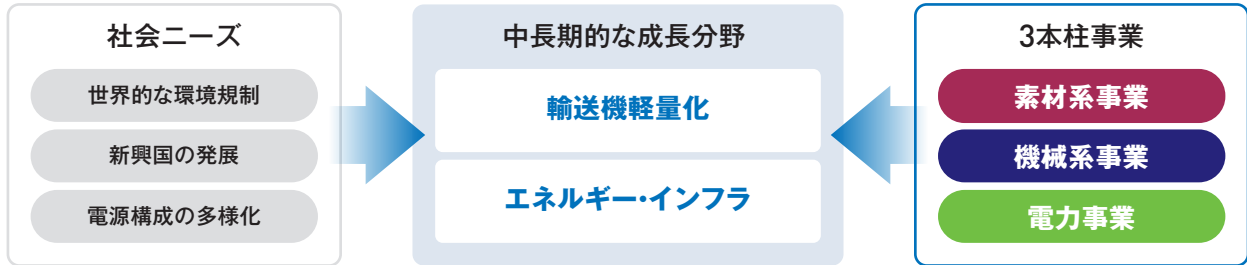 社会ニーズ
世界的な環境規制
新興国の発展
電源構成の多様化
中長期的な成長分野
輸送機軽量化
エネルギー・インフラ
3本柱事業
素材系事業
機械系事業
電力事業